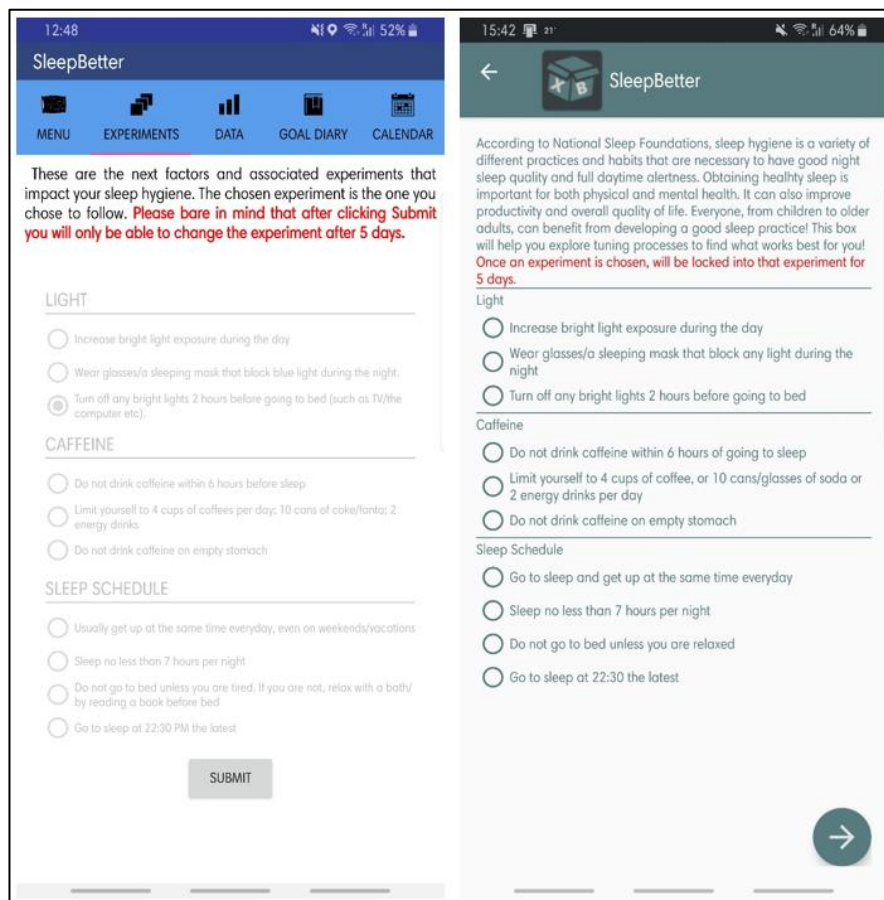 12:48 52%
SleepBetter
MENU EXPERIMENTS DATA GOAL DIARY CALENDAR
These are the next factors and associated experiments that
impact your sleep hygiene. The chosen experiment is the one you
chose to follow. Please bare in mind that after clicking Submit
you will only be able to change the experiment after 5 days.
LIGHT
Increase bright light exposure during the day
Wear glasses/a sleeping mask that block blue light during the night.
Turn off any bright lights 2 hours before going to bed (such as TV/the
computer etc).
CAFFEINE
Do not drink caffeine within 6 hours before sleep
Limit yourself to 4 cups of coffees per day; 10 cans of coke/fanta; 2
energy drinks
Do not drink caffeine on empty stomach
SLEEP SCHEDULE
Usually get up at the same time everyday, even on weekends/vacations
Sleep no less than 7 hours per night
Do not go to bed unless you are tired. If you are not, relax with a bath/
by reading a book before bed
Go to sleep at 22:30 PM the latest
SUBMIT
15:42 21° 64%
X B
SleepBetter
According to National Sleep Foundations, sleep hygiene is a variety of
different practices and habits that are necessary to have good night
sleep quality and full daytime alertness. Obtaining healhty sleep is
important for both physical and mental health. It can also improve
productivity and overall quality of life. Everyone, from children to older
adults, can benefit from developing a good sleep practice! This box
will help you explore tuning processes to find what works best for you!
Once an experiment is chosen, will be locked into that experiment for
5 days.
Light
Increase bright light exposure during the day
Wear glasses/a sleeping mask that block any light during the
night
Turn off any bright lights 2 hours before going to bed
Caffeine
Do not drink caffeine within 6 hours of going to sleep
Limit yourself to 4 cups of coffee, or 10 cans/glasses of soda or
2 energy drinks per day
Do not drink caffeine on empty stomach
Sleep Schedule
Go to sleep and get up at the same time everyday
Sleep no less than 7 hours per night
Do not go to bed unless you are relaxed
Go to sleep at 22:30 the latest